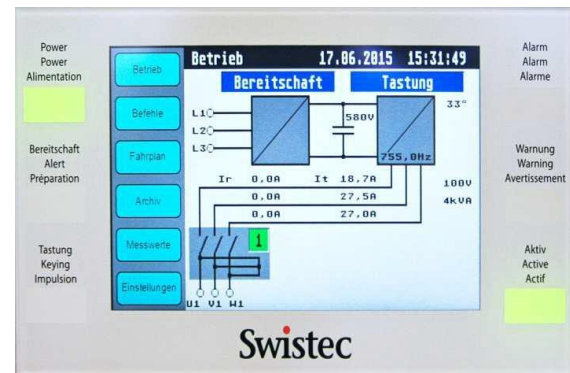 Power
Power
Alimentation
Bereitschaft
Alert
Préparation
Tastung
Keying
Impulsion
Betrieb
Befehle
Fahrplan
Archiv
Messwerte
Einstellungen
Betrieb 17.06.2015 15:31:49
Bereitschaft Tastung
L1
L2
L3
580V
33°
755,0Hz
Ir 0,0A It 18,7A
100V
0,0A 27,5A
4kVA
0,0A 27,0A
1
U1 V1 W1
Alarm
Alarm
Alarme
Warnung
Warning
Avertissement
Aktiv
Active
Actif
Swistec